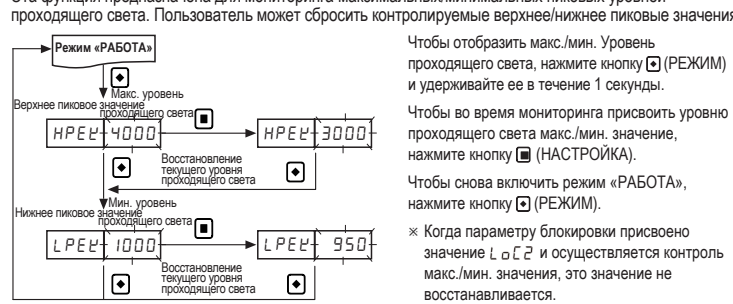 Эта функция предназначена для мониторинга максимальных/минимальных пиковых уровней
проходящего света. Пользователь может сбросить контролируемые верхнее/нижнее пиковые значения
Режим «РАБОТА»
Макс. уровень
проходящего света
Верхнее пиковое значение
HPEK 4000
HPEK 3000
Восстановление
текущего уровня
проходящего света
Мин. уровень
проходящего света
Нижнее пиковое значение
LPEK 1000
LPEK 950
Восстановление
текущего уровня
проходящего света
Чтобы отобразить макс./мин. Уровень
проходящего света, нажмите кнопку (РЕЖИМ)
и удерживайте ее в течение 1 секунды.
Чтобы во время мониторинга присвоить уровню
проходящего света макс./мин. значение,
нажмите кнопку (НАСТРОЙКА).
Чтобы снова включить режим «РАБОТА»,
нажмите кнопку (РЕЖИМ).
※ Когда параметру блокировки присвоено
значение LoC2 и осуществляется контроль
макс./мин. значения, это значение не
восстанавливается.